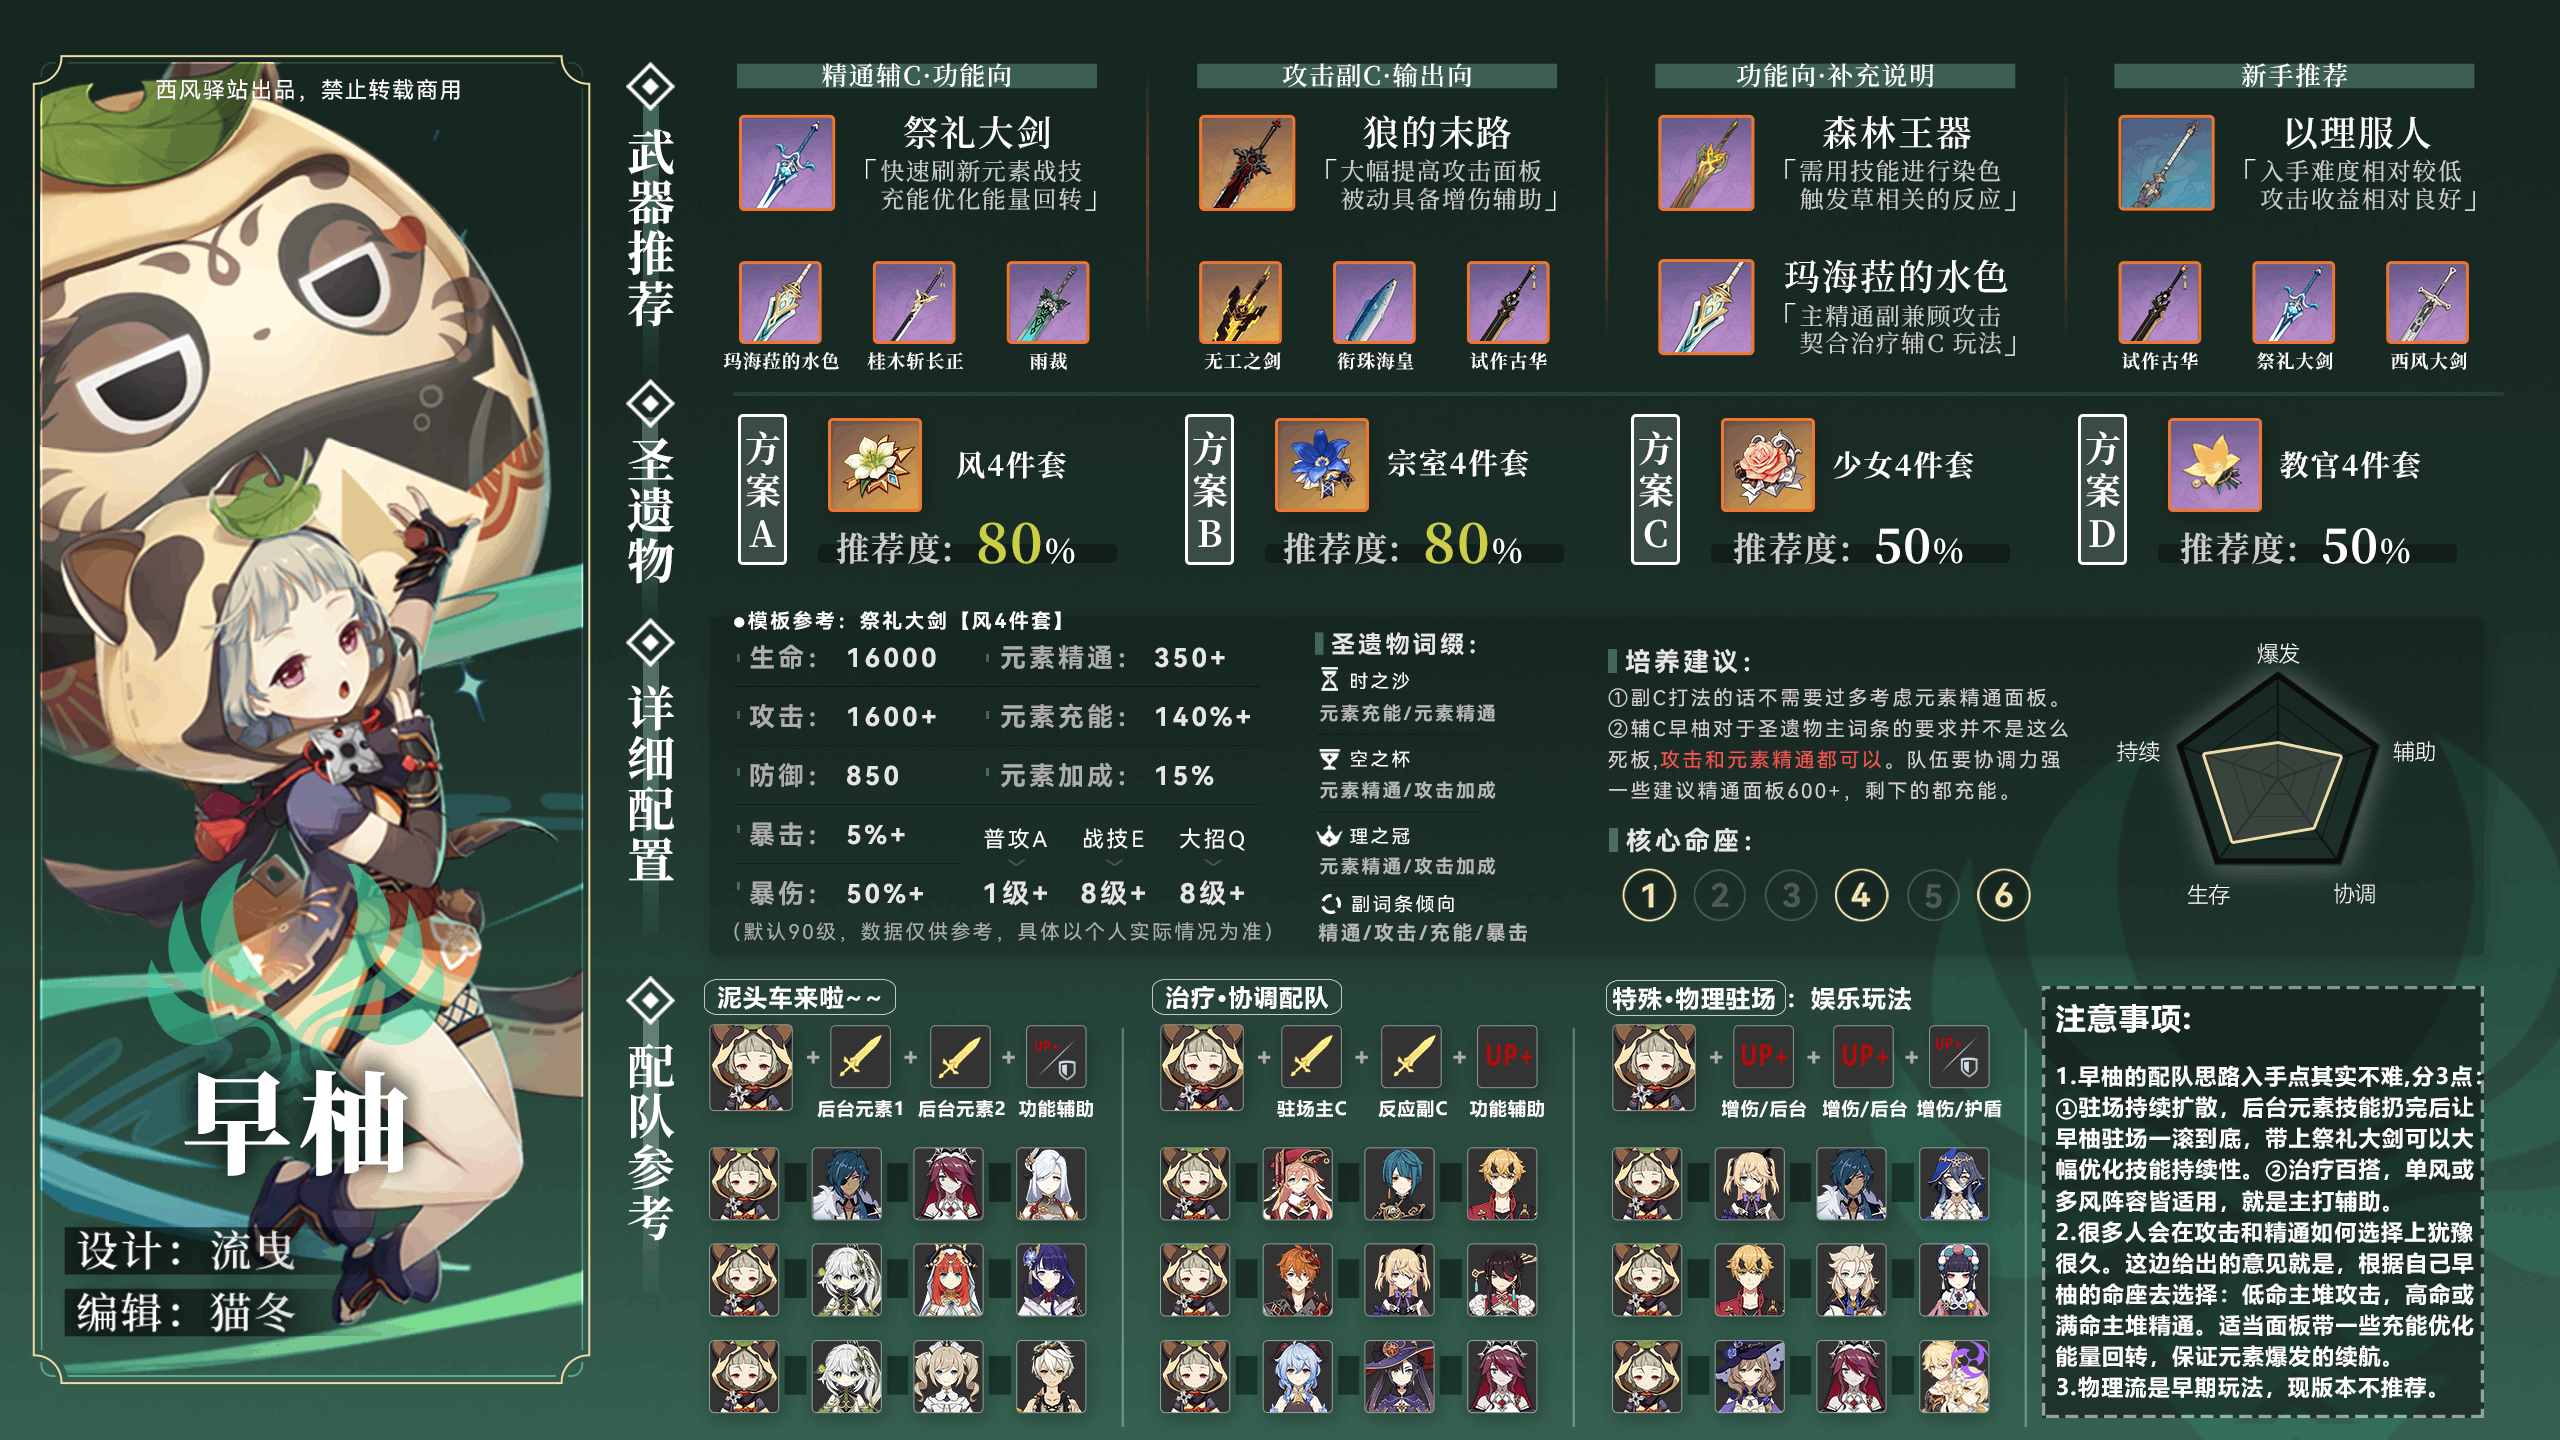 西风驿站出品，禁止转载商用
早柚
设计：流曳
编辑：猫冬
武器推荐
精通辅C·功能向
祭礼大剑
「快速刷新元素战技
充能优化能量回转」
玛海菈的水色
桂木斩长正
雨裁
攻击副C·输出向
狼的末路
「大幅提高攻击面板
被动具备增伤辅助」
无工之剑
衔珠海皇
试作古华
功能向·补充说明
森林王器
「需用技能进行染色
触发草相关的反应」
玛海菈的水色
「主精通副兼顾攻击
契合治疗辅C 玩法」
新手推荐
以理服人
「入手难度相对较低
攻击收益相对良好」
试作古华
祭礼大剑
西风大剑
圣遗物
方案A
风4件套
推荐度：80%
方案B
宗室4件套
推荐度：80%
方案C
少女4件套
推荐度：50%
方案D
教官4件套
推荐度：50%
详细配置
●模板参考：祭礼大剑【风4件套】
生命：16000 元素精通：350+
攻击：1600+ 元素充能：140%+
防御：850 元素加成：15%
暴击：5%+ 普攻A 战技E 大招Q
暴伤：50%+ 1级+ 8级+ 8级+
（默认90级，数据仅供参考，具体以个人实际情况为准）
圣遗物词缀：
时之沙
元素充能/元素精通
空之杯
元素精通/攻击加成
理之冠
元素精通/攻击加成
副词条倾向
精通/攻击/充能/暴击
培养建议：
①副C打法的话不需要过多考虑元素精通面板。
②辅C早柚对于圣遗物主词条的要求并不是这么
死板,攻击和元素精通都可以。队伍要协调力强
一些建议精通面板600+，剩下的都充能。
核心命座：
1 2 3 4 5 6
爆发
持续
辅助
生存
协调
配队参考
泥头车来啦~~
+ + + UP+
后台元素1 后台元素2 功能辅助
治疗·协调配队
+ + + UP+
驻场主C 反应副C 功能辅助
特殊·物理驻场：娱乐玩法
+ UP+ + UP+ + UP+
增伤/后台 增伤/后台 增伤/护盾
注意事项：
1.早柚的配队思路入手点其实不难,分3点：
①驻场持续扩散，后台元素技能扔完后让
早柚驻场一滚到底，带上祭礼大剑可以大
幅优化技能持续性。②治疗百搭，单风或
多风阵容皆适用，就是主打辅助。
2.很多人会在攻击和精通如何选择上犹豫
很久。这边给出的意见就是，根据自己早
柚的命座去选择：低命主堆攻击，高命或
满命主堆精通。适当面板带一些充能优化
能量回转，保证元素爆发的续航。
3.物理流是早期玩法，现版本不推荐。